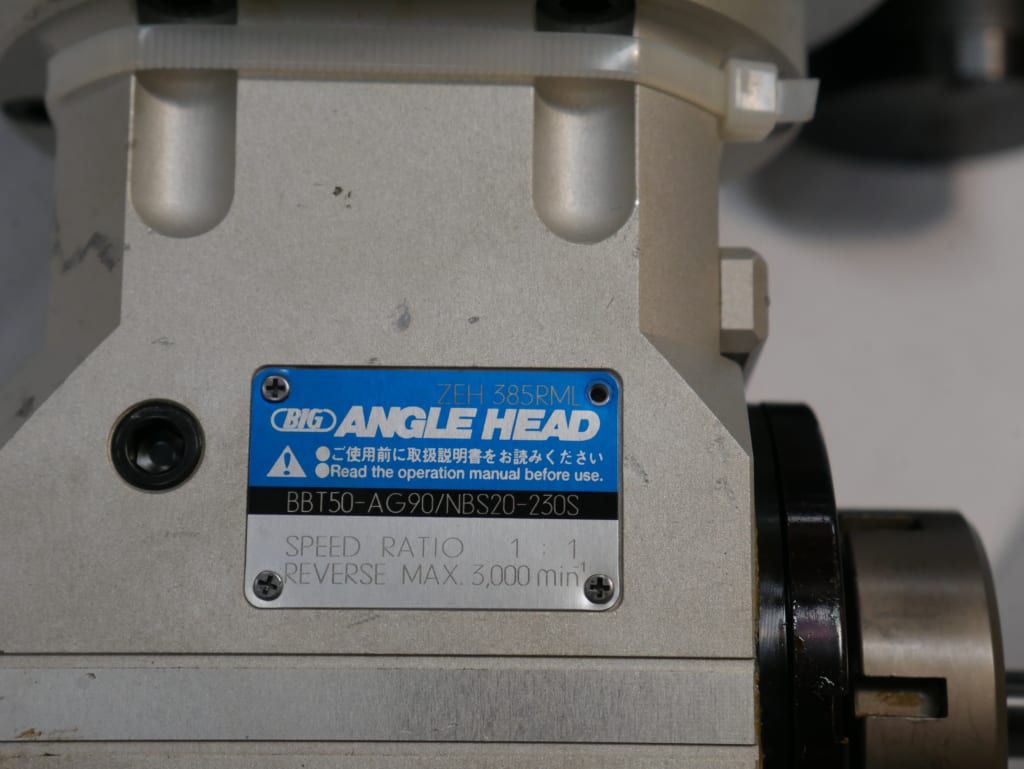 ZEH 385RML
BIG ANGLE HEAD
●ご使用前に取扱説明書をお読みください
●Read the operation manual before use.
BBT50-AG90/NBS20-230S
SPEED RATIO 1 : 1
REVERSE MAX. 3,000 min⁻¹